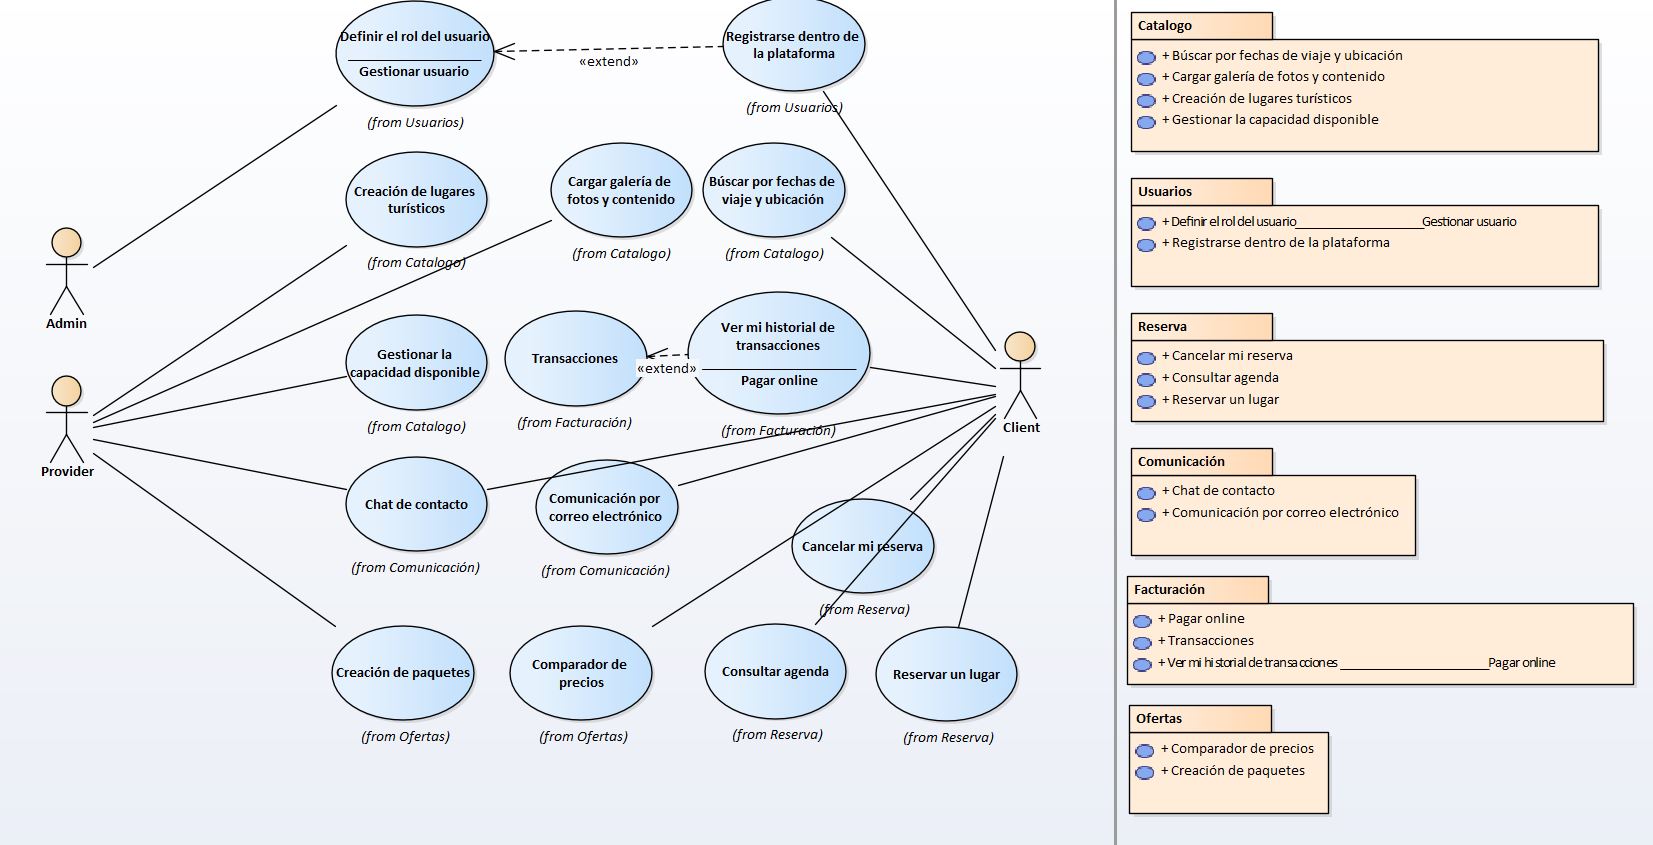 Definir el rol del usuario
Gestionar usuario
(from Usuarios)
«extend»
Registrarse dentro de
la plataforma
(from Usuarios)
Creación de lugares
turísticos
(from Catalogo)
Cargar galería de
fotos y contenido
(from Catalogo)
Búscar por fechas de
viaje y ubicación
(from Catalogo)
Admin
Gestionar la
capacidad disponible
(from Catalogo)
Transacciones
(from Facturación)
«extend»
Ver mi historial de
transacciones
Pagar online
(from Facturación)
Client
Provider
Chat de contacto
(from Comunicación)
Comunicación por
correo electrónico
(from Comunicación)
Cancelar mi reserva
(from Reserva)
Creación de paquetes
(from Ofertas)
Comparador de
precios
(from Ofertas)
Consultar agenda
(from Reserva)
Reservar un lugar
(from Reserva)
Catalogo
+ Búscar por fechas de viaje y ubicación
+ Cargar galería de fotos y contenido
+ Creación de lugares turísticos
+ Gestionar la capacidad disponible
Usuarios
+ Definir el rol del usuario____________________Gestionar usuario
+ Registrarse dentro de la plataforma
Reserva
+ Cancelar mi reserva
+ Consultar agenda
+ Reservar un lugar
Comunicación
+ Chat de contacto
+ Comunicación por correo electrónico
Facturación
+ Pagar online
+ Transacciones
+ Ver mi historial de transacciones ______________________Pagar online
Ofertas
+ Comparador de precios
+ Creación de paquetes